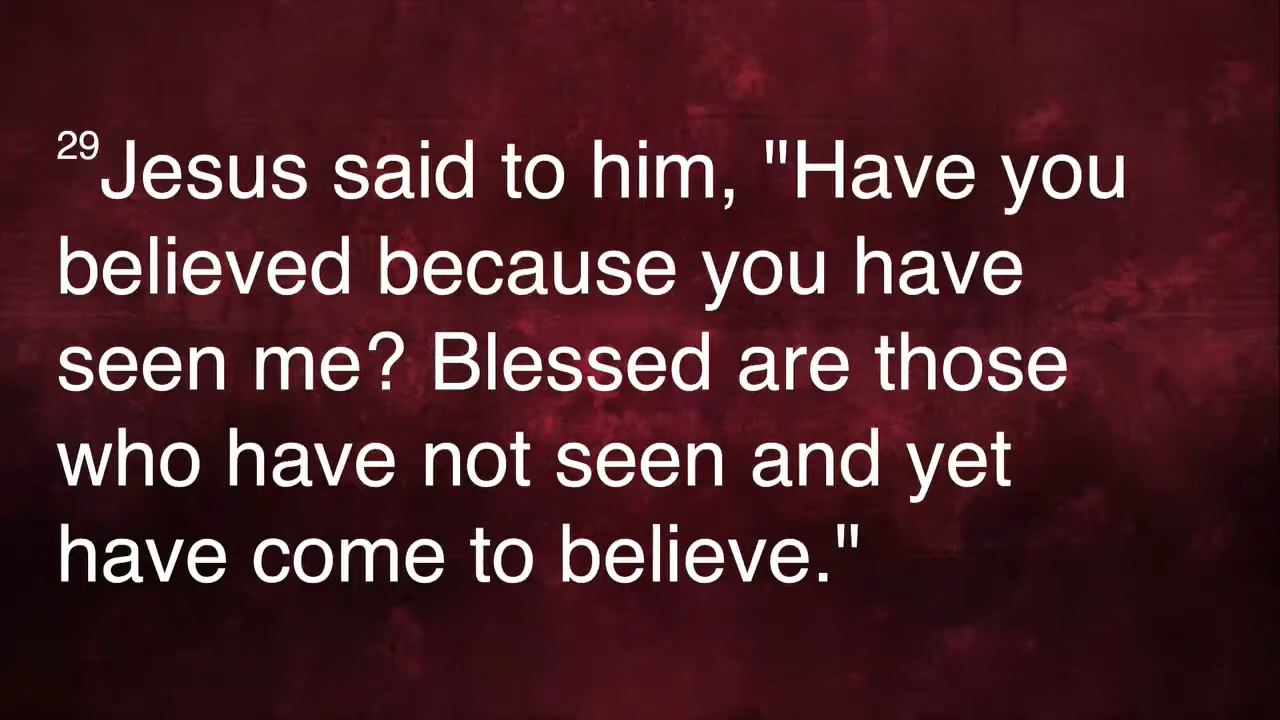 29Jesus said to him, "Have you
believed because you have
seen me? Blessed are those
who have not seen and yet
have come to believe."